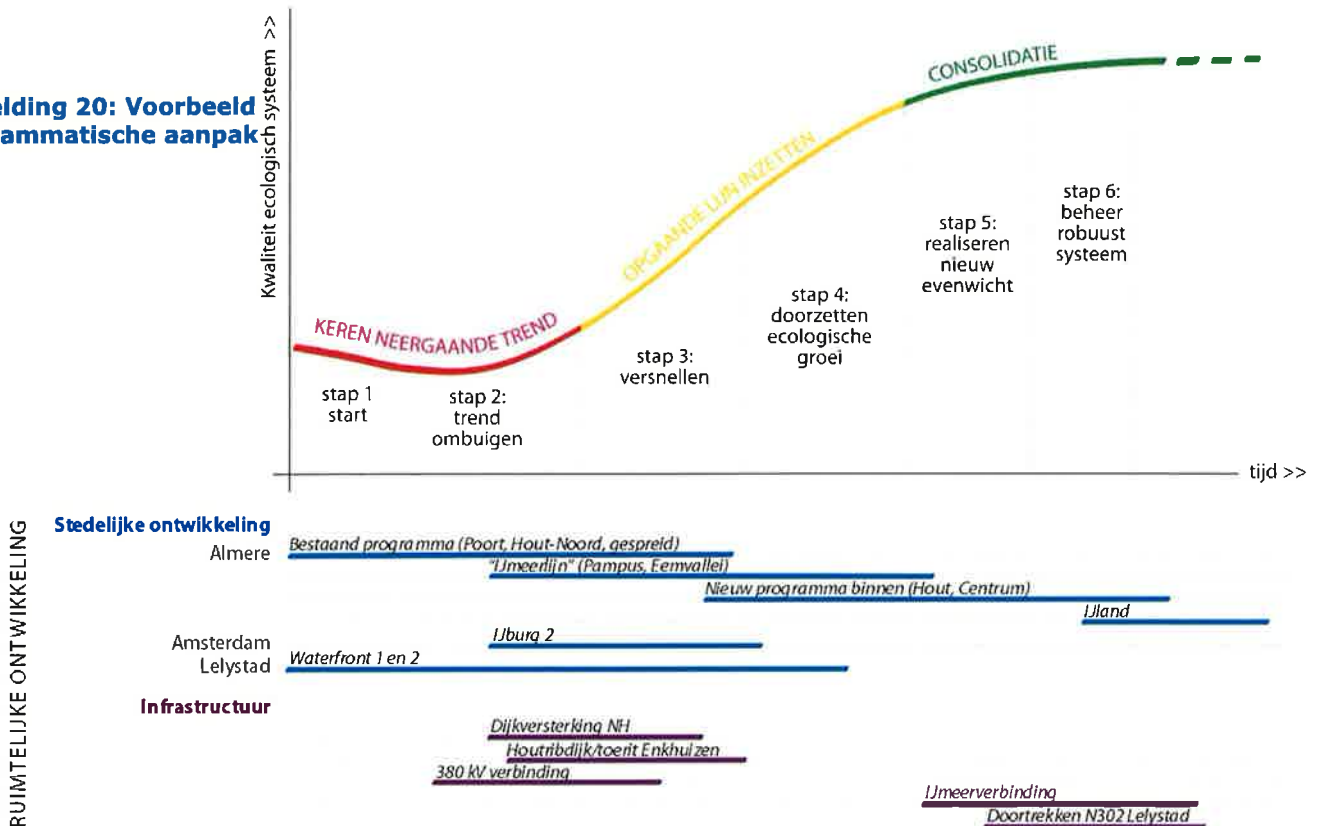 elding 20: Voorbeeld
ammatische aanpak
Kwaliteit ecologisch systeem >>
KEREN NEERGAANDE TREND
OPGAANDE LIJN INZETTEN
CONSOLIDATIE
stap 1
start
stap 2:
trend
ombuigen
stap 3:
versnellen
stap 4:
doorzetten
ecologische
groei
stap 5:
realiseren
nieuw
evenwicht
stap 6:
beheer
robuust
systeem
tijd >>
RUIMTELIJKE ONTWIKKELING
Stedelijke ontwikkeling
Almere
Bestaand programma (Poort, Hout-Noord, gespreid)
"IJmeerlijn" (Pampus, Eemvallei)
Nieuw programma binnen (Hout, Centrum)
IJland
Amsterdam
IJburg 2
Lelystad
Waterfront 1 en 2
Infrastructuur
Dijkversterking NH
Houtribdijk/toerit Enkhuizen
380 kV verbinding
IJmeerverbinding
Doortrekken N302 Lelystad